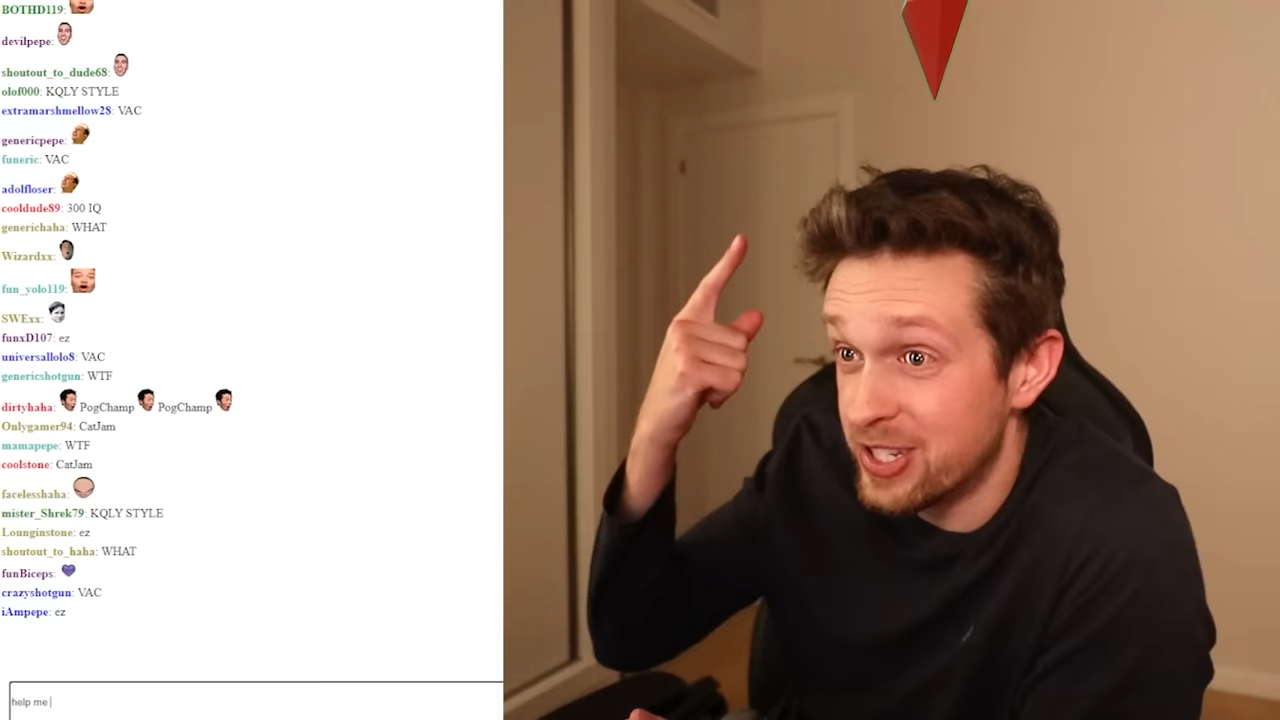 BOTHD119:
devilpepe:
shoutout_to_dude68:
olof000: KQLY STYLE
extramarshmellow28: VAC
genericpepe:
funeric: VAC
adolfloser:
cooldude89: 300 IQ
generichaha: WHAT
Wizardxx:
fun_yolo119:
SWExx:
funxD107: ez
universallolo8: VAC
genericshotgun: WTF
dirtyhaha: PogChamp PogChamp
Onlygamer94: CatJam
mamapepe: WTF
coolstone: CatJam
facelesshaha:
mister_Shrek79: KQLY STYLE
Lounginstone: ez
shoutout_to_haha: WHAT
funBiceps:
crazyshotgun: VAC
iAmpepe: ez
help me